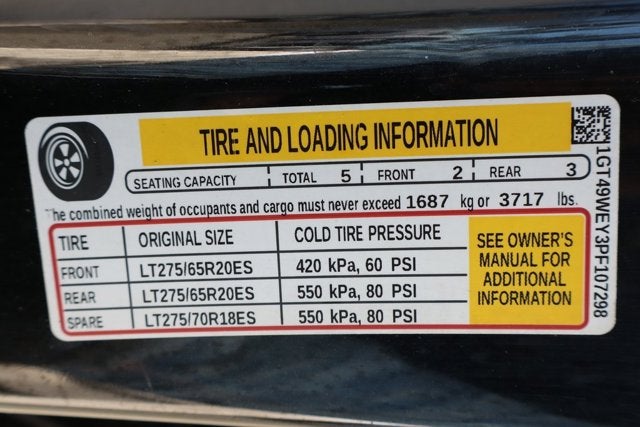 TIRE AND LOADING INFORMATION
SEATING CAPACITY TOTAL 5 FRONT 2 REAR 3
The combined weight of occupants and cargo must never exceed 1687 kg or 3717 lbs.
TIRE ORIGINAL SIZE COLD TIRE PRESSURE
FRONT LT275/65R20ES 420 kPa, 60 PSI
REAR LT275/65R20ES 550 kPa, 80 PSI
SPARE LT275/70R18ES 550 kPa, 80 PSI
SEE OWNER'S
MANUAL FOR
ADDITIONAL
INFORMATION
1GT49WEY3PF107298